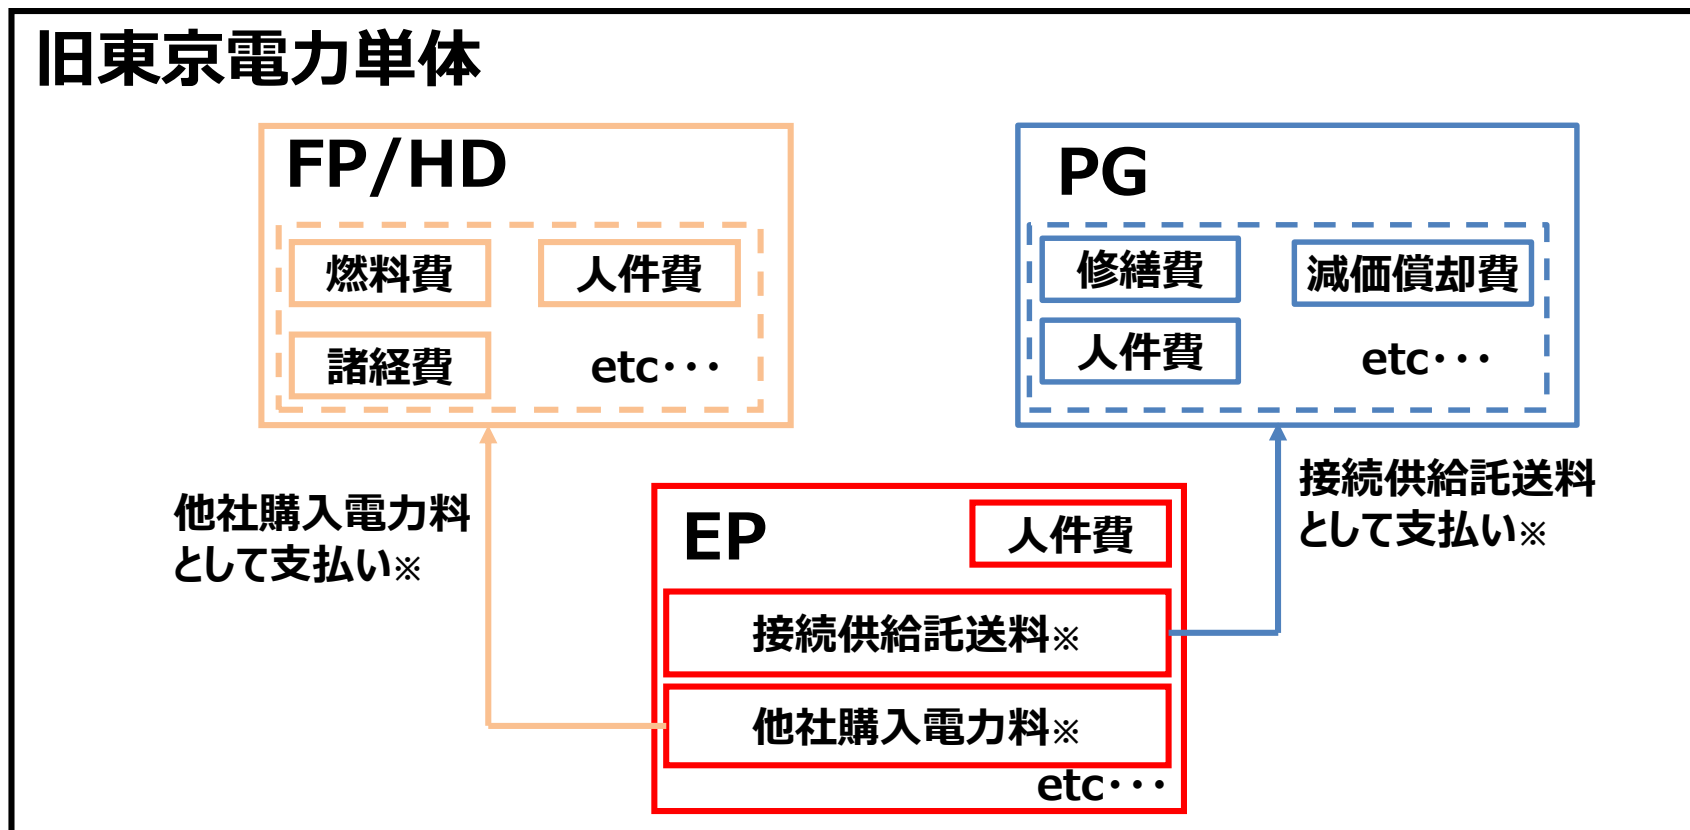 旧東京電力単体
FP/HD
燃料費
人件費
諸経費
etc･･･
PG
修繕費
減価償却費
人件費
etc･･･
他社購入電力料
として支払い※
接続供給託送料
として支払い※
EP
人件費
接続供給託送料※
他社購入電力料※
etc･･･